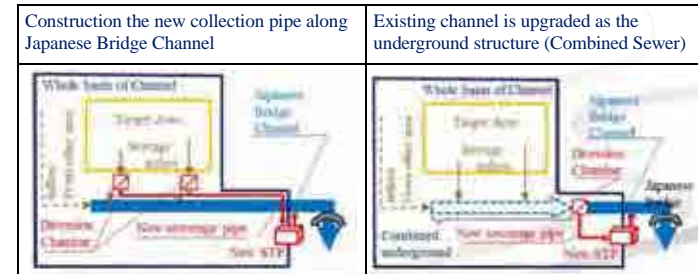 Construction the new collection pipe along
Japanese Bridge Channel
Existing channel is upgraded as the
underground structure (Combined Sewer)
Whole basin of Channel
Target Area
Sewerage
Japanese
Bridge
Channel
Diversion
Chamber
New sewerage pipe
New STP
Whole basin of Channel
Target Area
Sewerage
Japanese
Bridge
Channel
Diversion
Chamber
Japanese
Combined
underground
New sewerage pipe
New STP